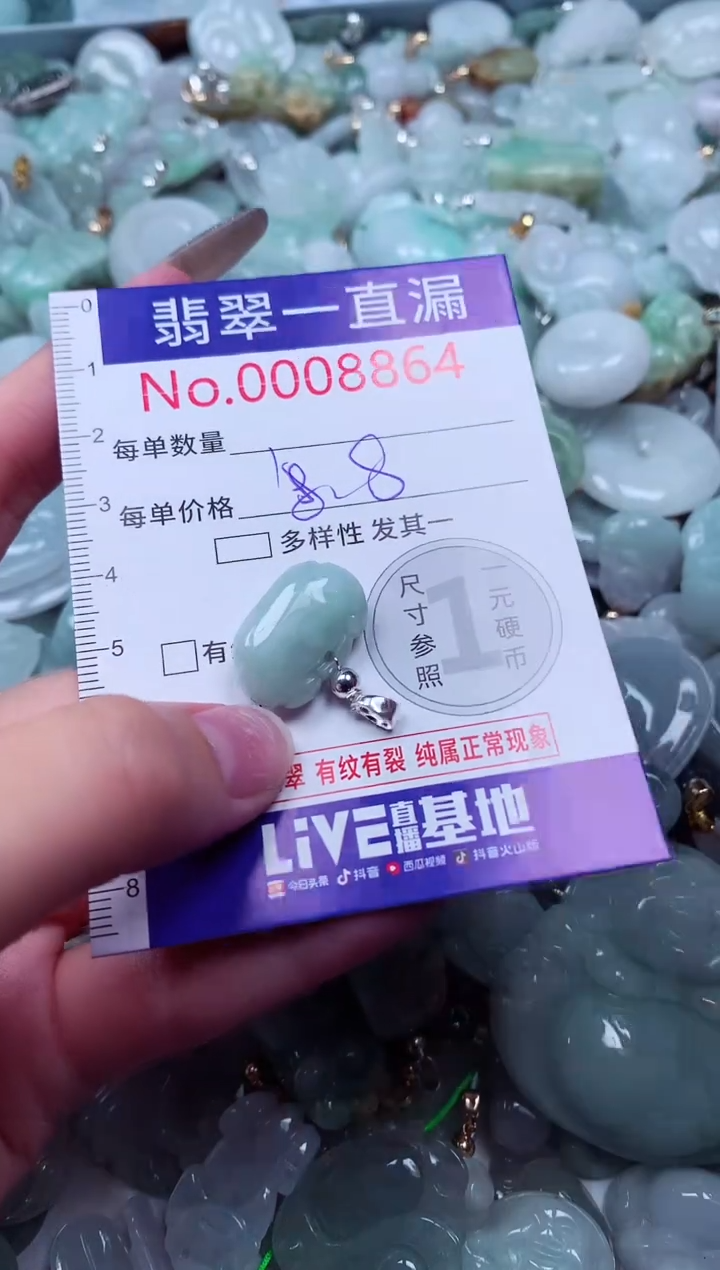 翡翠一直漏
No.0008864
每单数量
每单价格
多样性 发其一
有
尺寸参照
1
一元硬币
翠 有纹有裂 纯属正常现象
LiVE直播基地
今日头条 抖音 西瓜视频 抖音火山版
0
1
2
3
4
5
8